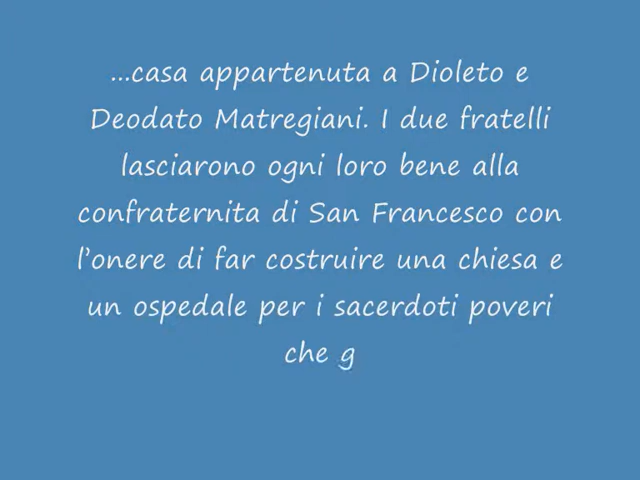 ...casa appartenuta a Dioleto e
Deodato Matregiani. I due fratelli
lasciarono ogni loro bene alla
confraternita di San Francesco con
l'onere di far costruire una chiesa e
un ospedale per i sacerdoti poveri
che g